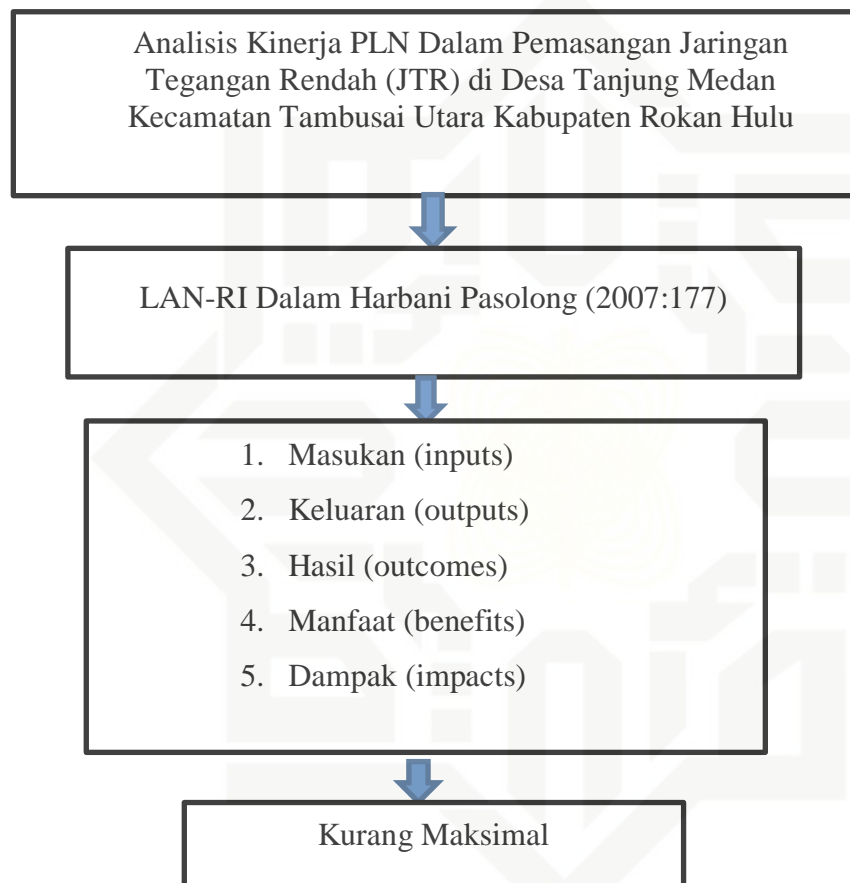 Analisis Kinerja PLN Dalam Pemasangan Jaringan
Tegangan Rendah (JTR) di Desa Tanjung Medan
Kecamatan Tambusai Utara Kabupaten Rokan Hulu
LAN-RI Dalam Harbani Pasolong (2007:177)
1. Masukan (inputs)
2. Keluaran (outputs)
3. Hasil (outcomes)
4. Manfaat (benefits)
5. Dampak (impacts)
Kurang Maksimal